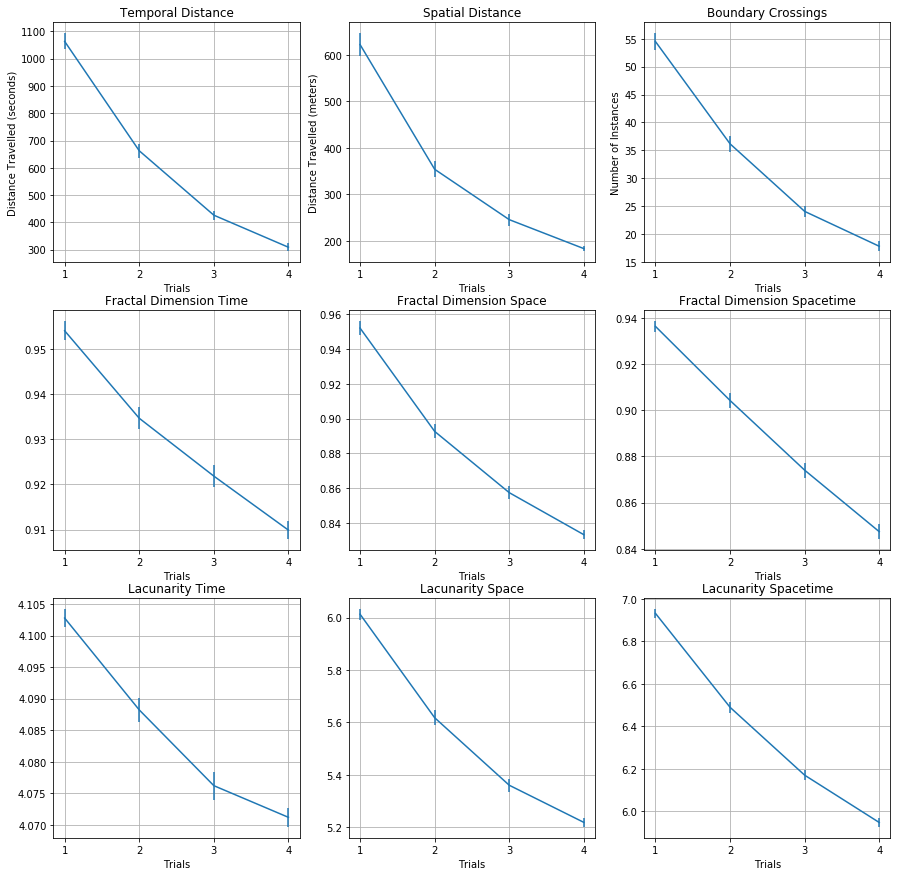 Temporal Distance
Distance Travelled (seconds)
1100
1000
900
800
700
600
500
400
300
1 2 3 4
Trials
Spatial Distance
Distance Travelled (meters)
600
500
400
300
200
1 2 3 4
Trials
Boundary Crossings
Number of Instances
55
50
45
40
35
30
25
20
15
1 2 3 4
Trials
Fractal Dimension Time
0.95
0.94
0.93
0.92
0.91
1 2 3 4
Trials
Fractal Dimension Space
0.96
0.94
0.92
0.90
0.88
0.86
0.84
1 2 3 4
Trials
Fractal Dimension Spacetime
0.94
0.92
0.90
0.88
0.86
0.84
1 2 3 4
Trials
Lacunarity Time
4.105
4.100
4.095
4.090
4.085
4.080
4.075
4.070
1 2 3 4
Trials
Lacunarity Space
6.0
5.8
5.6
5.4
5.2
1 2 3 4
Trials
Lacunarity Spacetime
7.0
6.8
6.6
6.4
6.2
6.0
1 2 3 4
Trials